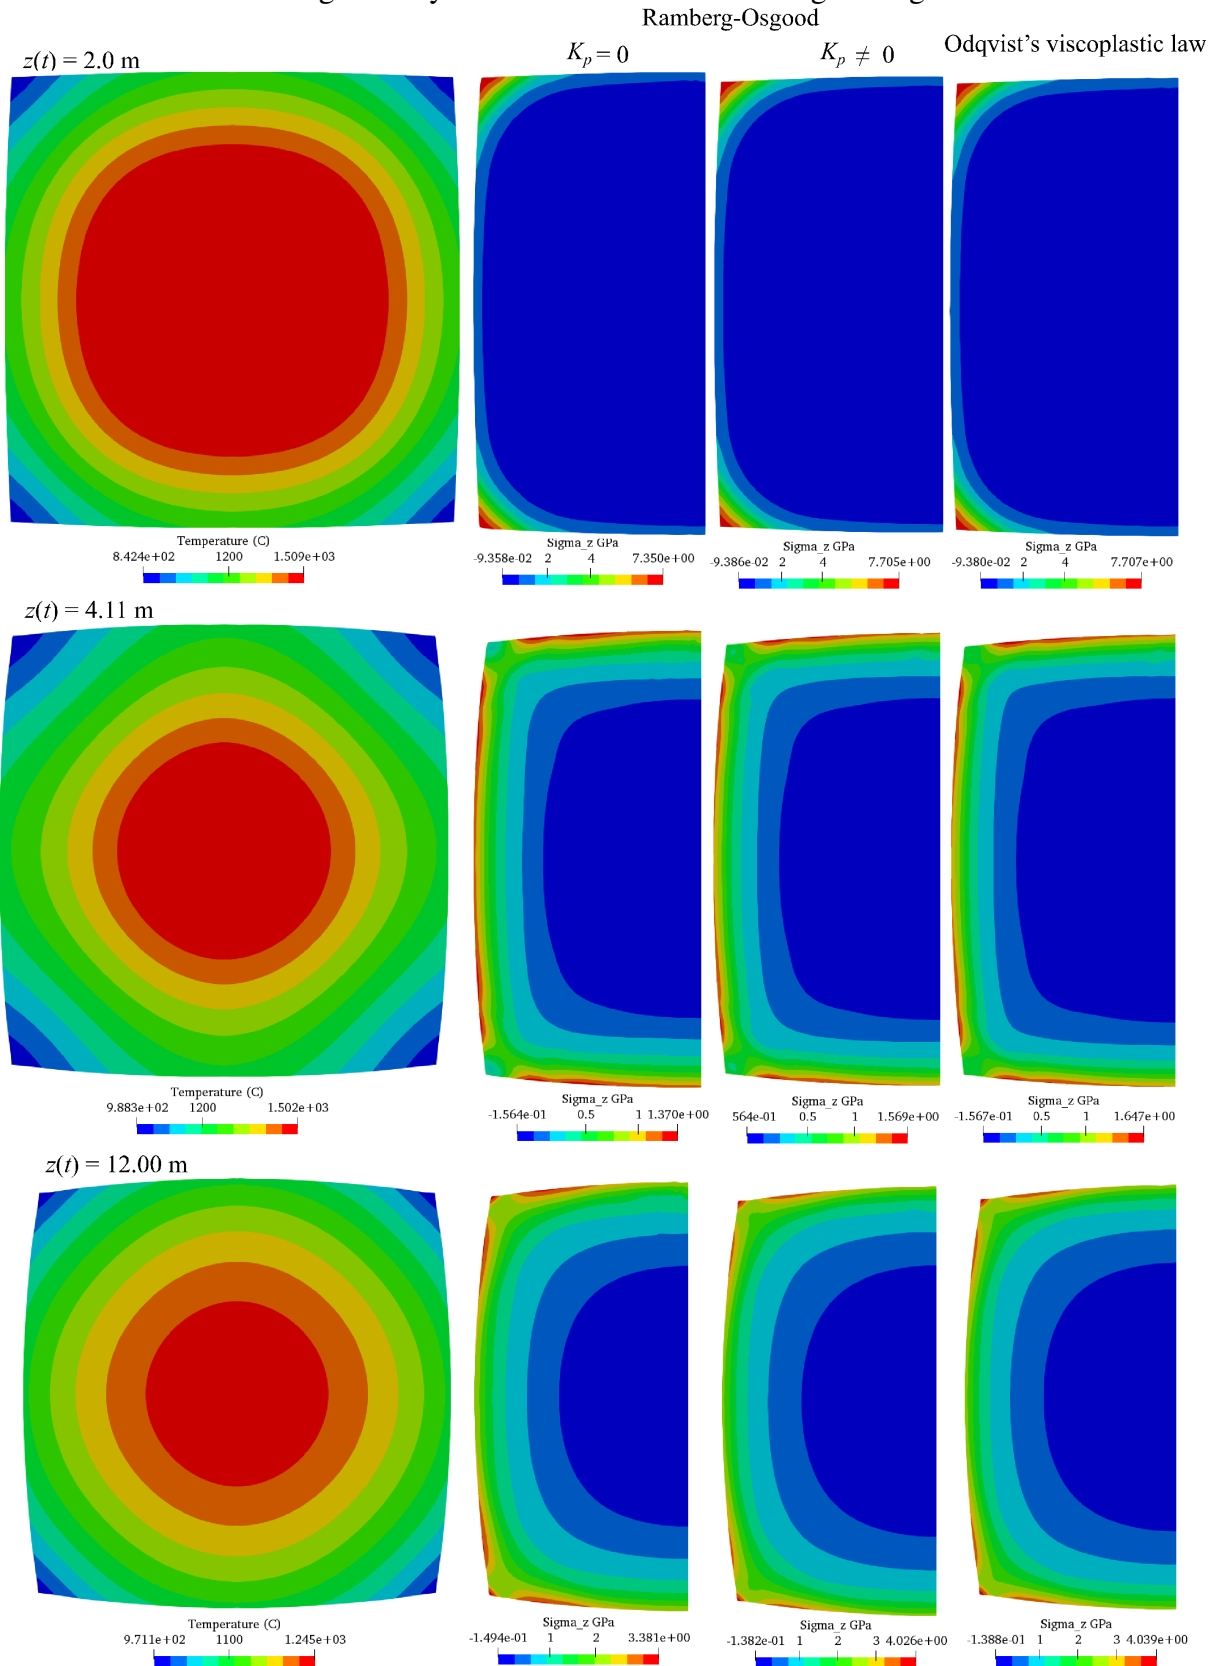 Ramberg-Osgood
K_p = 0
K_p ≠ 0
Odqvist's viscoplastic law
z(t) = 2.0 m
Temperature (C)
8.424e+02 1200 1.509e+03
Sigma_z GPa
-9.358e-02 2 4 7.350e+00
Sigma_z GPa
-9.386e-02 2 4 7.705e+00
Sigma_z GPa
-9.380e-02 2 4 7.707e+00
z(t) = 4.11 m
Temperature (C)
9.883e+02 1200 1.502e+03
Sigma_z GPa
-1.564e-01 0.5 1 1.370e+00
Sigma_z GPa
564e-01 0.5 1 1.569e+00
Sigma_z GPa
-1.567e-01 0.5 1 1.647e+00
z(t) = 12.00 m
Temperature (C)
9.711e+02 1100 1.245e+03
Sigma_z GPa
-1.494e-01 1 2 3.381e+00
Sigma_z GPa
-1.382e-01 1 2 3 4.026e+00
Sigma_z GPa
-1.388e-01 1 2 3 4.039e+00